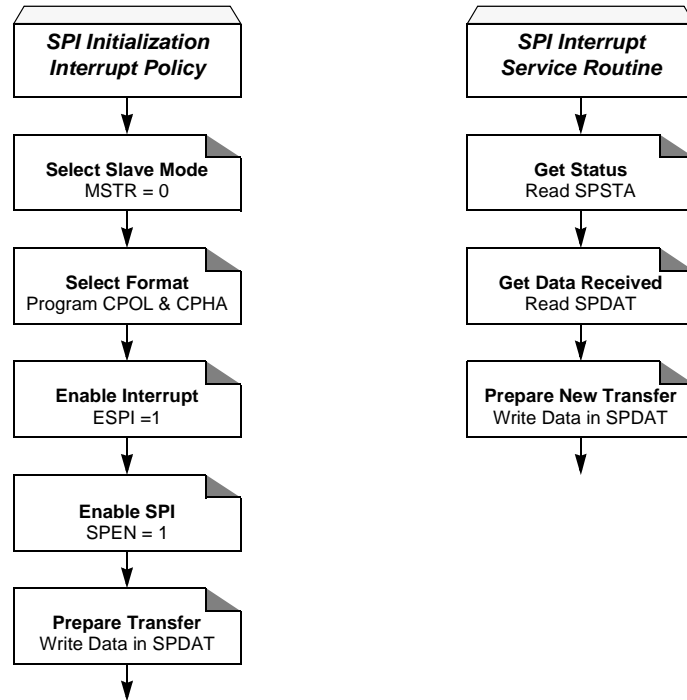 SPI Initialization
Interrupt Policy
Select Slave Mode
MSTR = 0
Select Format
Program CPOL & CPHA
Enable Interrupt
ESPI =1
Enable SPI
SPEN = 1
Prepare Transfer
Write Data in SPDAT
SPI Interrupt
Service Routine
Get Status
Read SPSTA
Get Data Received
Read SPDAT
Prepare New Transfer
Write Data in SPDAT